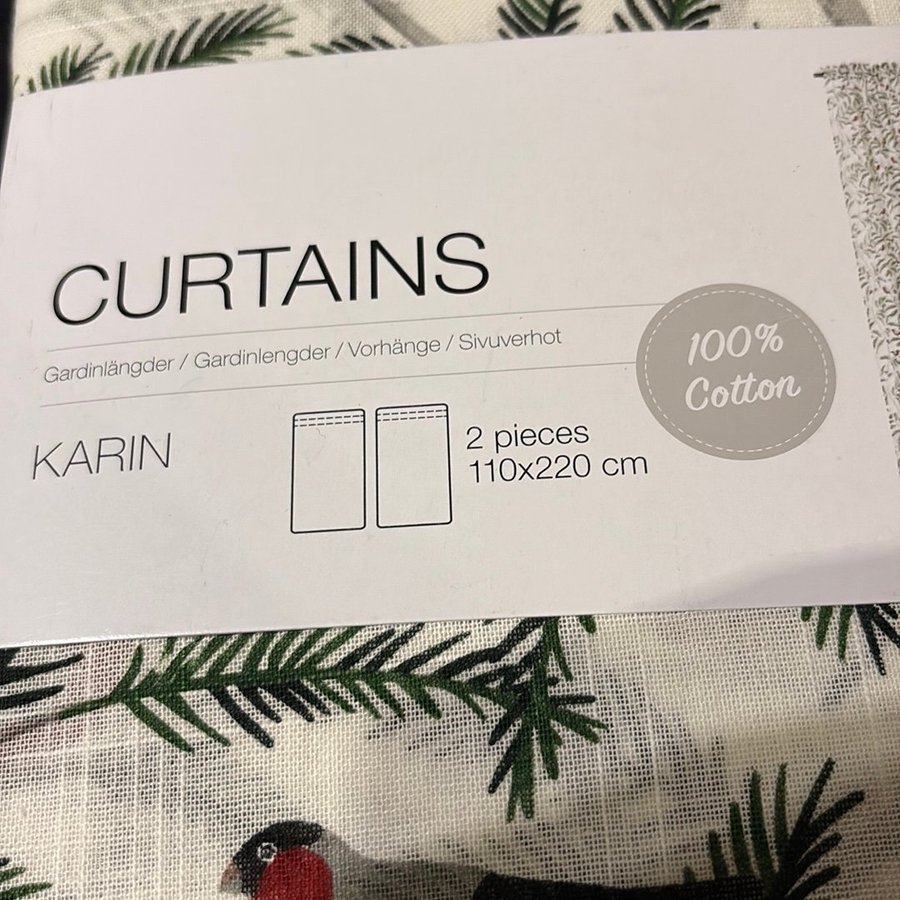 CURTAINS
Gardinlängder / Gardinlengder / Vorhänge / Sivuverhot
100%
Cotton
KARIN
2 pieces
110x220 cm